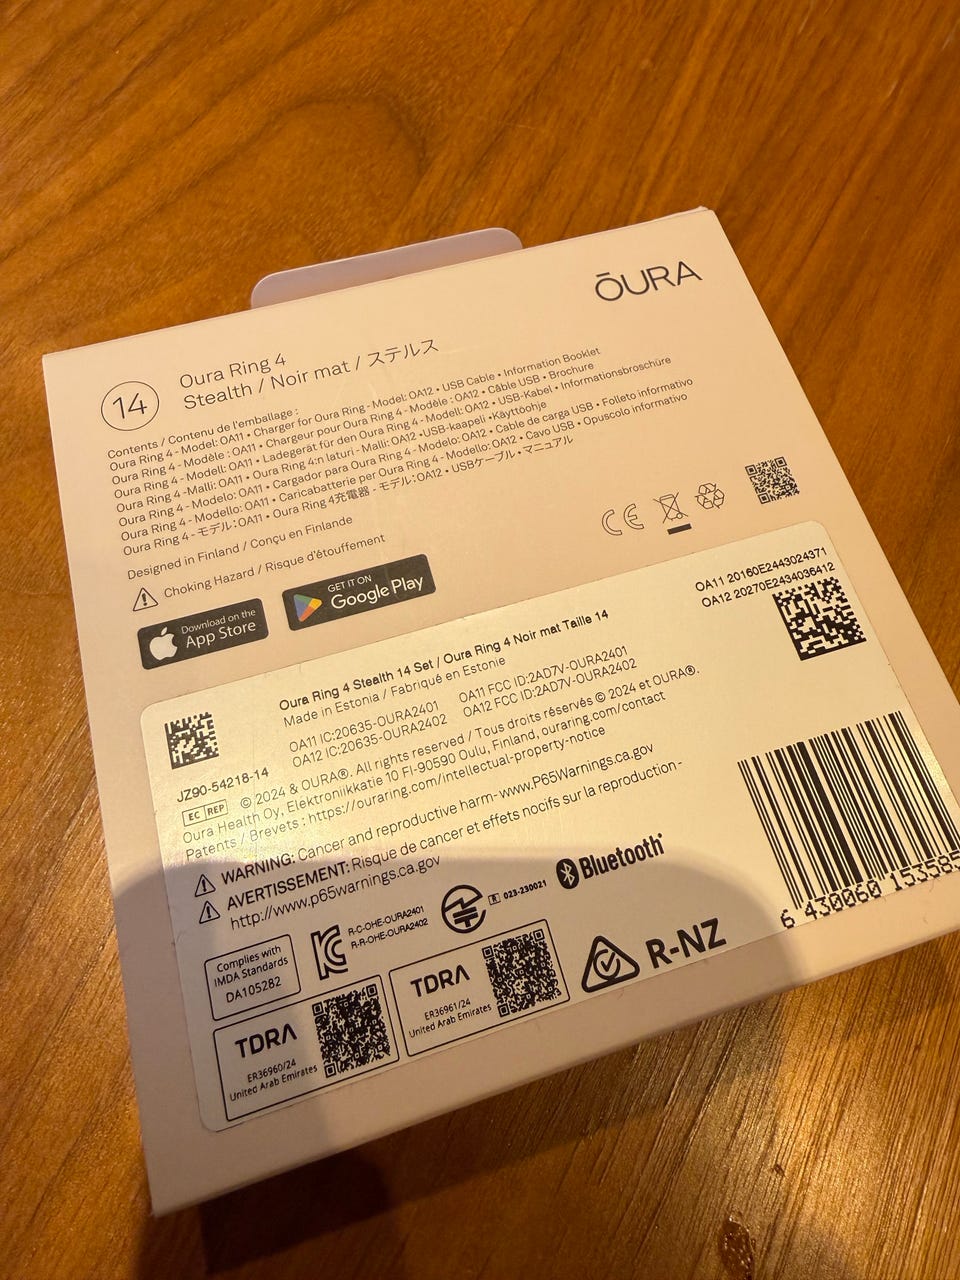 ŌURA
14
Oura Ring 4
Stealth / Noir mat / ステルス
Contents / Contenu de l'emballage :
Oura Ring 4 - Model: OA11 • Charger for Oura Ring - Model: OA12 • USB Cable • Information Booklet
Oura Ring 4 - Modèle : OA11 • Chargeur pour Oura Ring 4 - Modèle : OA12 • Câble USB • Brochure
Oura Ring 4 - Modell: OA11 • Ladegerät für den Oura Ring 4 - Modell: OA12 • USB-Kabel • Informationsbroschüre
Oura Ring 4 -Malli: OA11 • Oura Ring 4:n laturi - Malli: OA12 •USB-kaapeli •Käyttöohje
Oura Ring 4 - Modelo: OA11 • Cargador para Oura Ring 4 - Modelo: OA12 • Cable de carga USB • Folleto informativo
Oura Ring 4 - Modello: OA11 • Caricabatterie per Oura Ring 4 - Modello: OA12 • Cavo USB • Opuscolo informativo
Oura Ring 4 - モデル：OA11 • Oura Ring 4充電器 - モデル：OA12 • USBケーブル • マニュアル
Designed in Finland / Conçu en Finlande
Choking Hazard / Risque d'étouffement
CE
Download on the
App Store
GET IT ON
Google Play
OA11 20160E2443024371
OA12 20270E2434036412
Oura Ring 4 Stealth 14 Set / Oura Ring 4 Noir mat Taille 14
Made in Estonia / Fabriqué en Estonie
OA11 IC:20635-OURA2401 OA11 FCC ID:2AD7V-OURA2401
OA12 IC:20635-OURA2402 OA12 FCC ID:2AD7V-OURA2402
JZ90-54218-14
EC REP © 2024 & OURA®. All rights reserved / Tous droits réservés © 2024 et OURA®.
Oura Health Oy, Elektroniikkatie 10 FI-90590 Oulu, Finland, ouraring.com/contact
Patents / Brevets : https://ouraring.com/intellectual-property-notice
WARNING: Cancer and reproductive harm- www.P65Warnings.ca.gov
AVERTISSEMENT: Risque de cancer et effets nocifs sur la reproduction -
http://www.p65warnings.ca.gov
6 430060 153585
Complies with
IMDA Standards
DA105282
R-C-OHE-OURA2401
R-R-OHE-OURA2402
R 023-230021
Bluetooth®
TDRA
ER36960/24
United Arab Emirates
TDRA
ER36961/24
United Arab Emirates
R-NZ